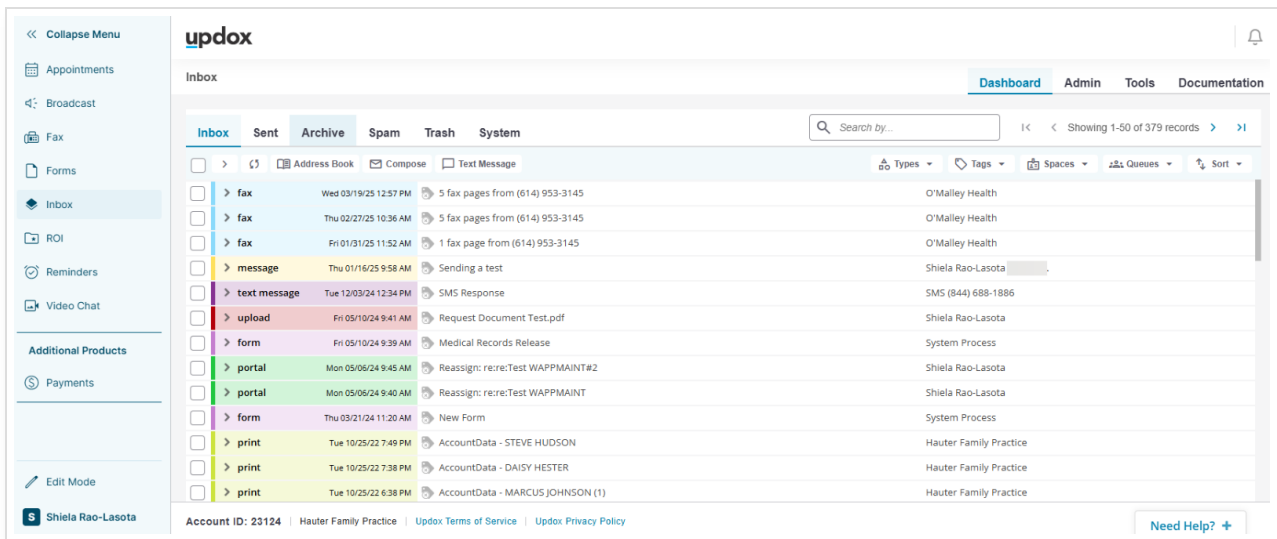 Collapse Menu
Appointments
Broadcast
Fax
Forms
Inbox
ROI
Reminders
Video Chat
Additional Products
Payments
Edit Mode
S Shiela Rao-Lasota
updox
Inbox
Dashboard Admin Tools Documentation
Inbox Sent Archive Spam Trash System Search by... Showing 1-50 of 379 records
Address Book Compose Text Message Types Tags Spaces Queues Sort
fax Wed 03/19/25 12:57 PM 5 fax pages from (614) 953-3145 O'Malley Health
fax Thu 02/27/25 10:36 AM 5 fax pages from (614) 953-3145 O'Malley Health
fax Fri 01/31/25 11:52 AM 1 fax page from (614) 953-3145 O'Malley Health
message Thu 01/16/25 9:58 AM Sending a test Shiela Rao-Lasota .
text message Tue 12/03/24 12:34 PM SMS Response SMS (844) 688-1886
upload Fri 05/10/24 9:41 AM Request Document Test.pdf Shiela Rao-Lasota
form Fri 05/10/24 9:39 AM Medical Records Release System Process
portal Mon 05/06/24 9:45 AM Reassign: re:re:Test WAPPMAINT#2 Shiela Rao-Lasota
portal Mon 05/06/24 9:40 AM Reassign: re:re:Test WAPPMAINT Shiela Rao-Lasota
form Thu 03/21/24 11:20 AM New Form System Process
print Tue 10/25/22 7:49 PM AccountData - STEVE HUDSON Hauter Family Practice
print Tue 10/25/22 7:38 PM AccountData - DAISY HESTER Hauter Family Practice
print Tue 10/25/22 6:38 PM AccountData - MARCUS JOHNSON (1) Hauter Family Practice
Account ID: 23124 | Hauter Family Practice | Updox Terms of Service | Updox Privacy Policy
Need Help? +